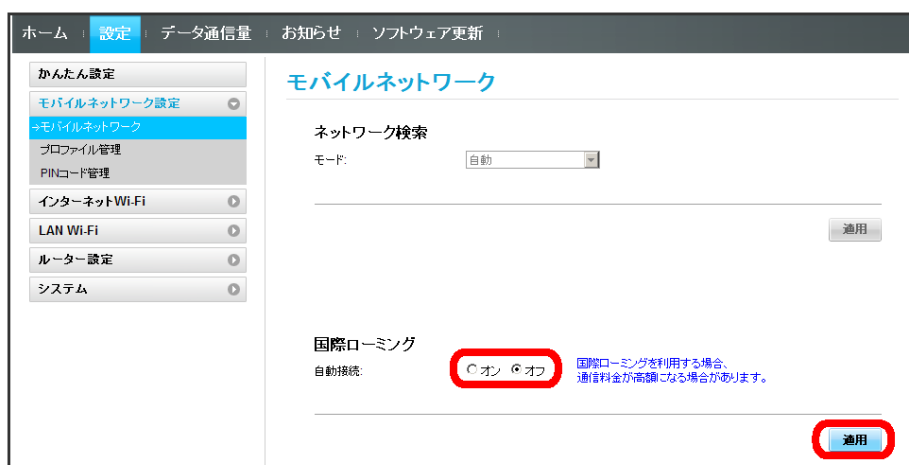 ホーム 設定 データ通信量 お知らせ ソフトウェア更新
かんたん設定
モバイルネットワーク設定
→モバイルネットワーク
プロファイル管理
PINコード管理
インターネットWi-Fi
LAN Wi-Fi
ルーター設定
システム
モバイルネットワーク
ネットワーク検索
モード: 自動
適用
国際ローミング
自動接続: オン オフ 国際ローミングを利用する場合、
通信料金が高額になる場合があります。
適用